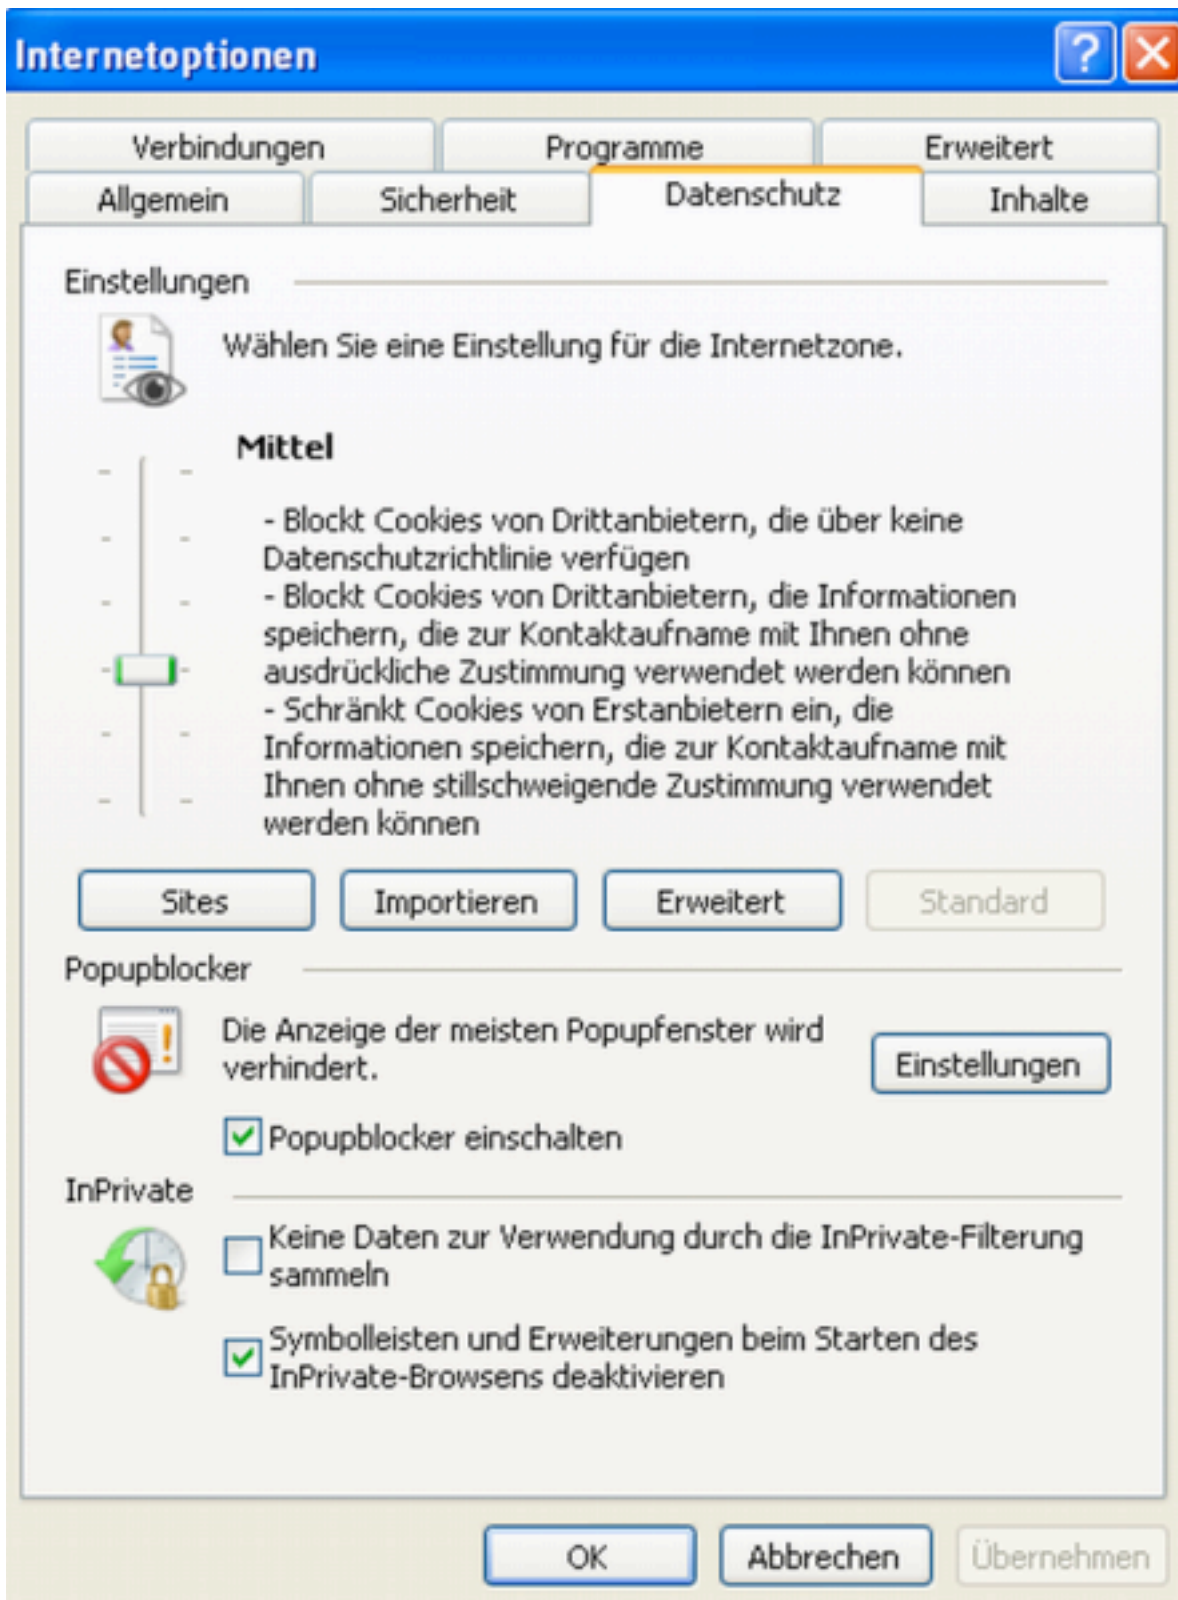 Internetoptionen
Verbindungen
Programme
Erweitert
Allgemein
Sicherheit
Datenschutz
Inhalte
Einstellungen
Wählen Sie eine Einstellung für die Internetzone.
Mittel
- Blockt Cookies von Drittanbietern, die über keine
Datenschutzrichtlinie verfügen
- Blockt Cookies von Drittanbietern, die Informationen
speichern, die zur Kontaktaufname mit Ihnen ohne
ausdrückliche Zustimmung verwendet werden können
- Schränkt Cookies von Erstanbietern ein, die
Informationen speichern, die zur Kontaktaufname mit
Ihnen ohne stillschweigende Zustimmung verwendet
werden können
Sites
Importieren
Erweitert
Standard
Popupblocker
Die Anzeige der meisten Popupfenster wird
verhindert.
Einstellungen
Popupblocker einschalten
InPrivate
Keine Daten zur Verwendung durch die InPrivate-Filterung
sammeln
Symbolleisten und Erweiterungen beim Starten des
InPrivate-Browsens deaktivieren
OK
Abbrechen
Übernehmen